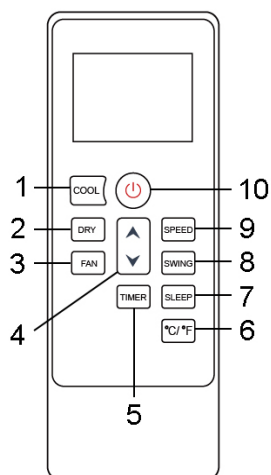 1 COOL 10
2 DRY SPEED 9
3 FAN SWING 8
4 TIMER SLEEP 7
°C/°F 6
5